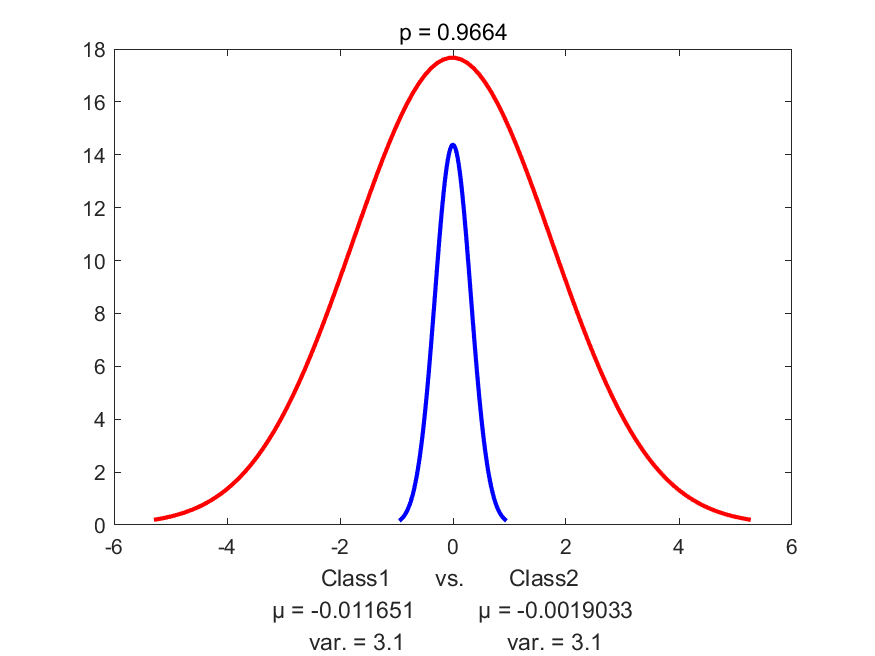 p = 0.9664
18
16
14
12
10
8
6
4
2
0
-6 -4 -2 0 2 4 6
Class1 vs. Class2
μ = -0.011651 μ = -0.0019033
var. = 3.1 var. = 3.1